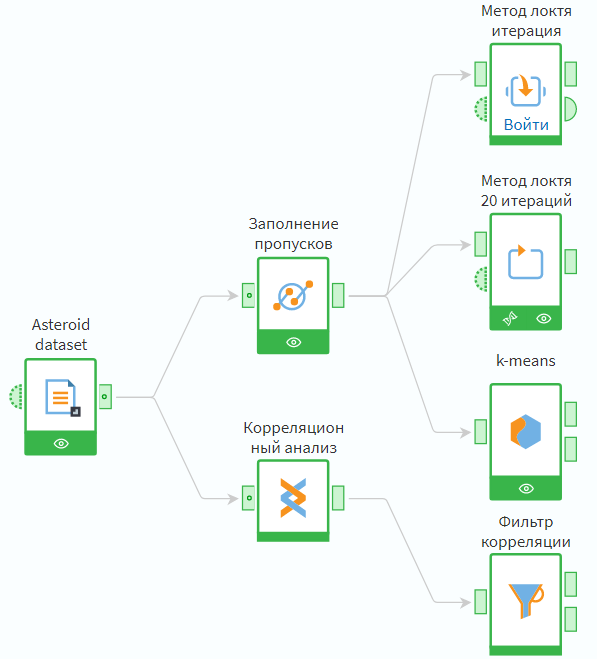 Метод локтя
итерация
Войти
Метод локтя
20 итераций
Заполнение
пропусков
Asteroid
dataset
k-means
Корреляцион
ный анализ
Фильтр
корреляции